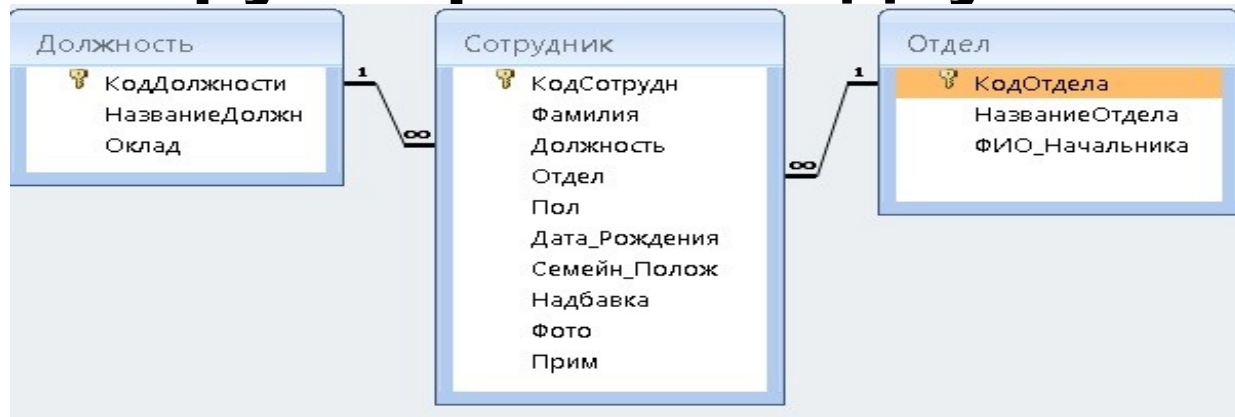 Должность
КодДолжности
НазваниеДолжн
Оклад
1
∞
Сотрудник
КодСотрудн
Фамилия
Должность
Отдел
Пол
Дата_Рождения
Семейн_Полож
Надбавка
Фото
Прим
1
∞
Отдел
КодОтдела
НазваниеОтдела
ФИО_Начальника